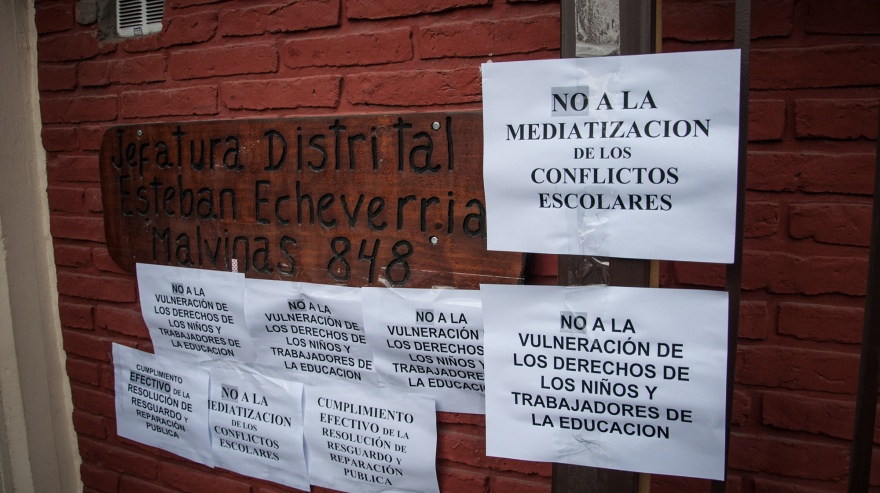 Jefatura Distrital
Esteban Echeverria
Malvinas 848
NO A LA
MEDIATIZACION
DE LOS
CONFLICTOS
ESCOLARES
NO A LA
VULNERACIÓN DE
LOS DERECHOS DE
LOS NIÑOS Y
TRABAJADORES DE
LA EDUCACION
NO A LA
VULNERACIÓN DE
LOS DERECHOS DE
LOS NIÑOS Y
TRABAJADORES DE
LA EDUCACION
NO A LA
VULNERACIÓN DE
LOS DERECHOS DE
LOS NIÑOS Y
TRABAJADORES DE
LA EDUCACION
NO A LA
VULNERACIÓN DE
LOS DERECHOS DE
LOS NIÑOS Y
TRABAJADORES DE
LA EDUCACION
CUMPLIMIENTO
EFECTIVO DE LA
RESOLUCIÓN DE
RESGUARDO Y
REPARACIÓN
PÚBLICA
NO A LA
MEDIATIZACION
DE LOS
CONFLICTOS
ESCOLARES
CUMPLIMIENTO
EFECTIVO DE LA
RESOLUCIÓN DE
RESGUARDO Y
REPARACIÓN
PÚBLICA